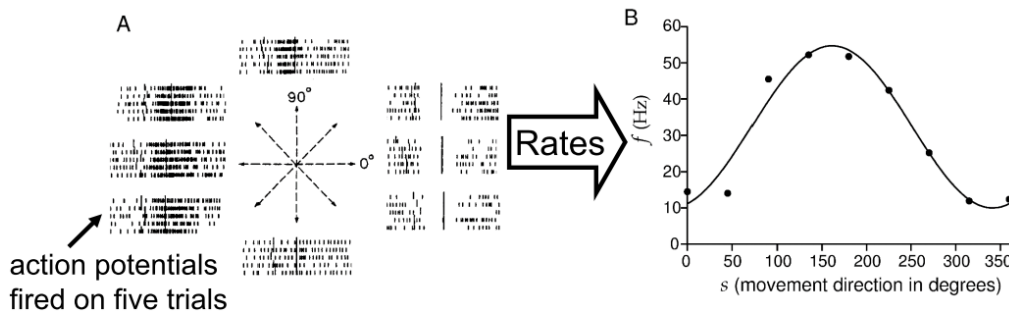 A
90°
0°
action potentials
fired on five trials
Rates
B
60
50
40
30
20
10
0
f (Hz)
0
50
100
150
200
250
300
350
s (movement direction in degrees)